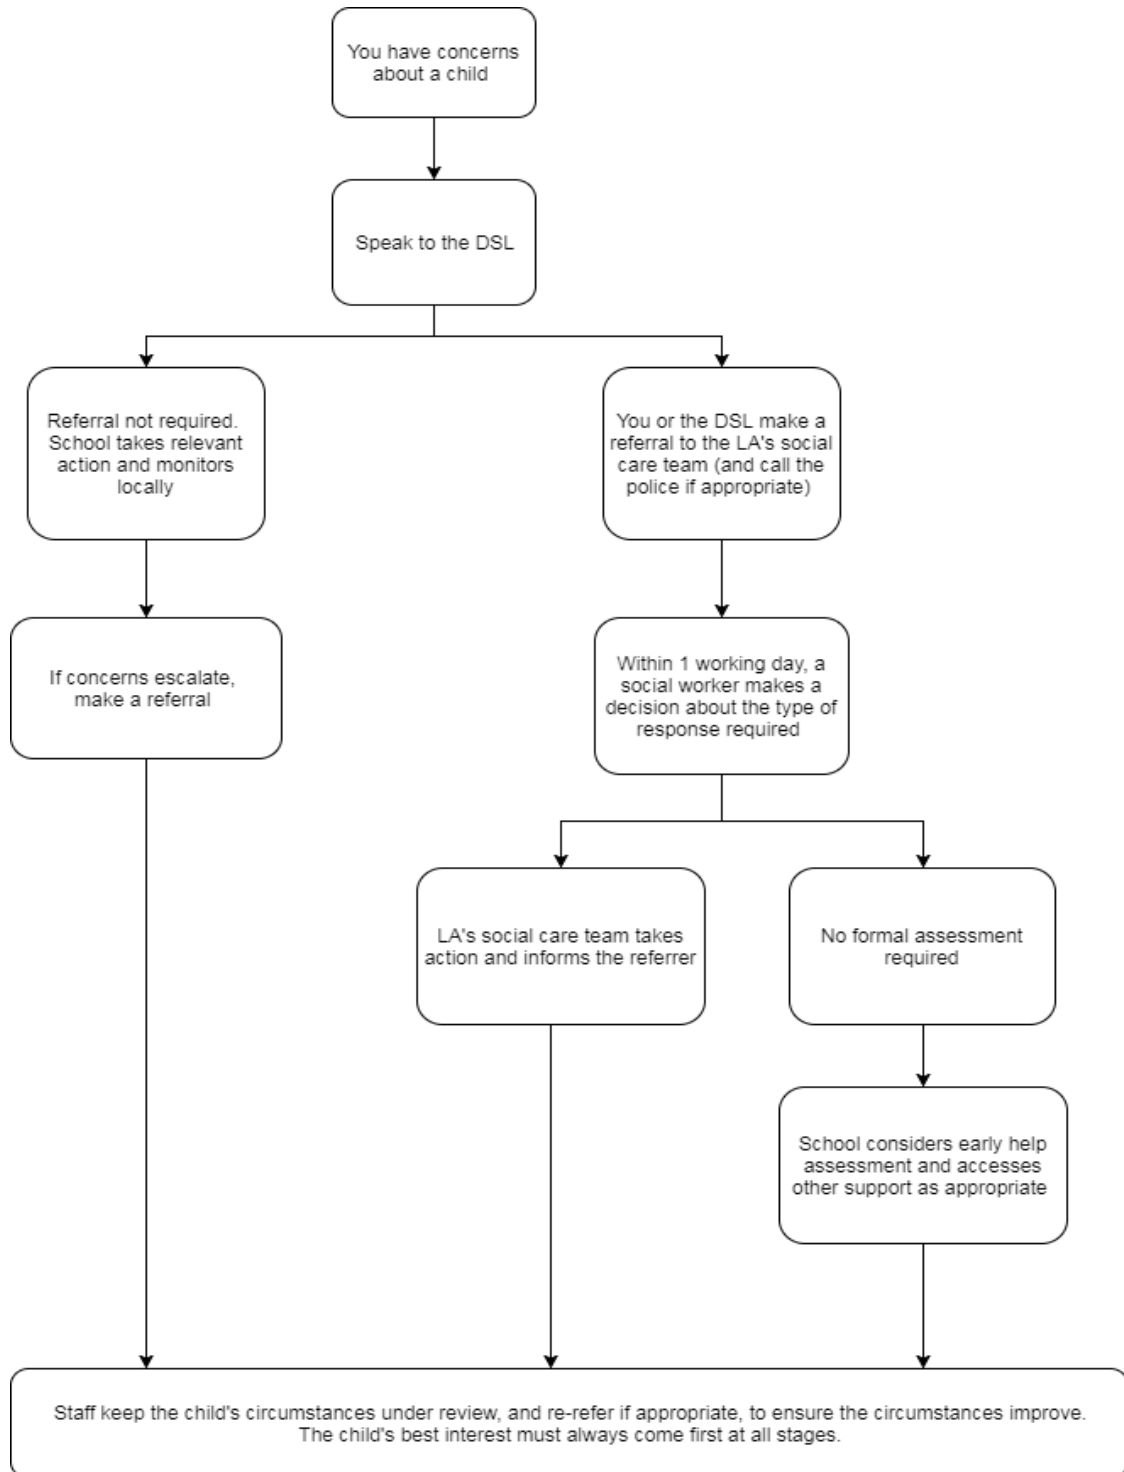 You have concerns
about a child
Speak to the DSL
Referral not required.
School takes relevant
action and monitors
locally
You or the DSL make a
referral to the LA's social
care team (and call the
police if appropriate)
If concerns escalate,
make a referral
Within 1 working day, a
social worker makes a
decision about the type of
response required
LA's social care team takes
action and informs the referrer
No formal assessment
required
School considers early help
assessment and accesses
other support as appropriate
Staff keep the child's circumstances under review, and re-refer if appropriate, to ensure the circumstances improve.
The child's best interest must always come first at all stages.